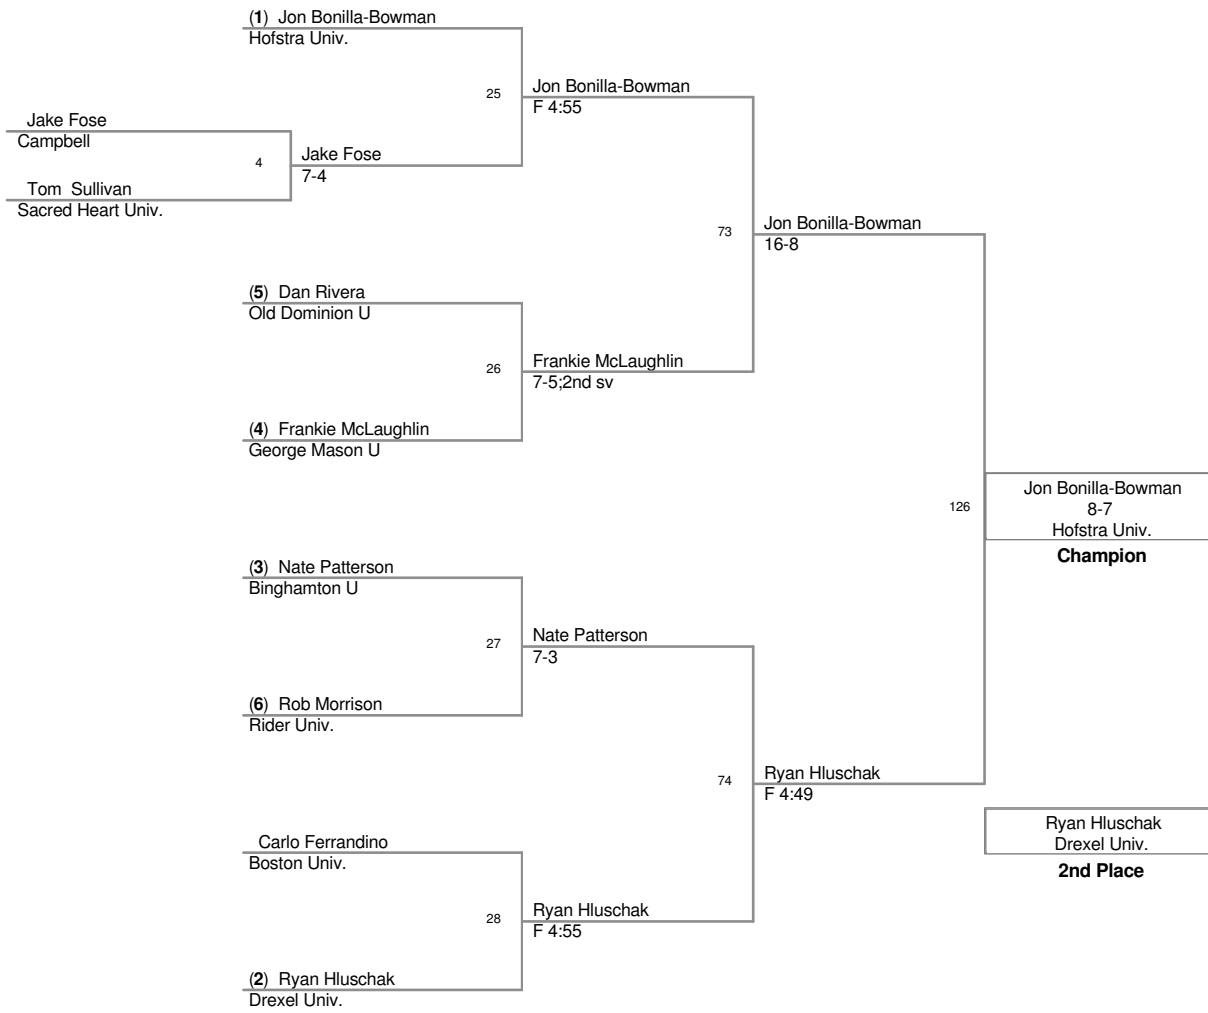 (1) Jon Bonilla-Bowman
Hofstra Univ.
25
Jon Bonilla-Bowman
F 4:55
Jake Fose
Campbell
4
Jake Fose
7-4
Tom Sullivan
Sacred Heart Univ.
73
Jon Bonilla-Bowman
16-8
(5) Dan Rivera
Old Dominion U
26
Frankie McLaughlin
7-5;2nd sv
(4) Frankie McLaughlin
George Mason U
126
Jon Bonilla-Bowman
8-7
Hofstra Univ.
Champion
(3) Nate Patterson
Binghamton U
27
Nate Patterson
7-3
(6) Rob Morrison
Rider Univ.
74
Ryan Hluschak
F 4:49
Carlo Ferrandino
Boston Univ.
28
Ryan Hluschak
F 4:55
(2) Ryan Hluschak
Drexel Univ.
Ryan Hluschak
Drexel Univ.
2nd Place